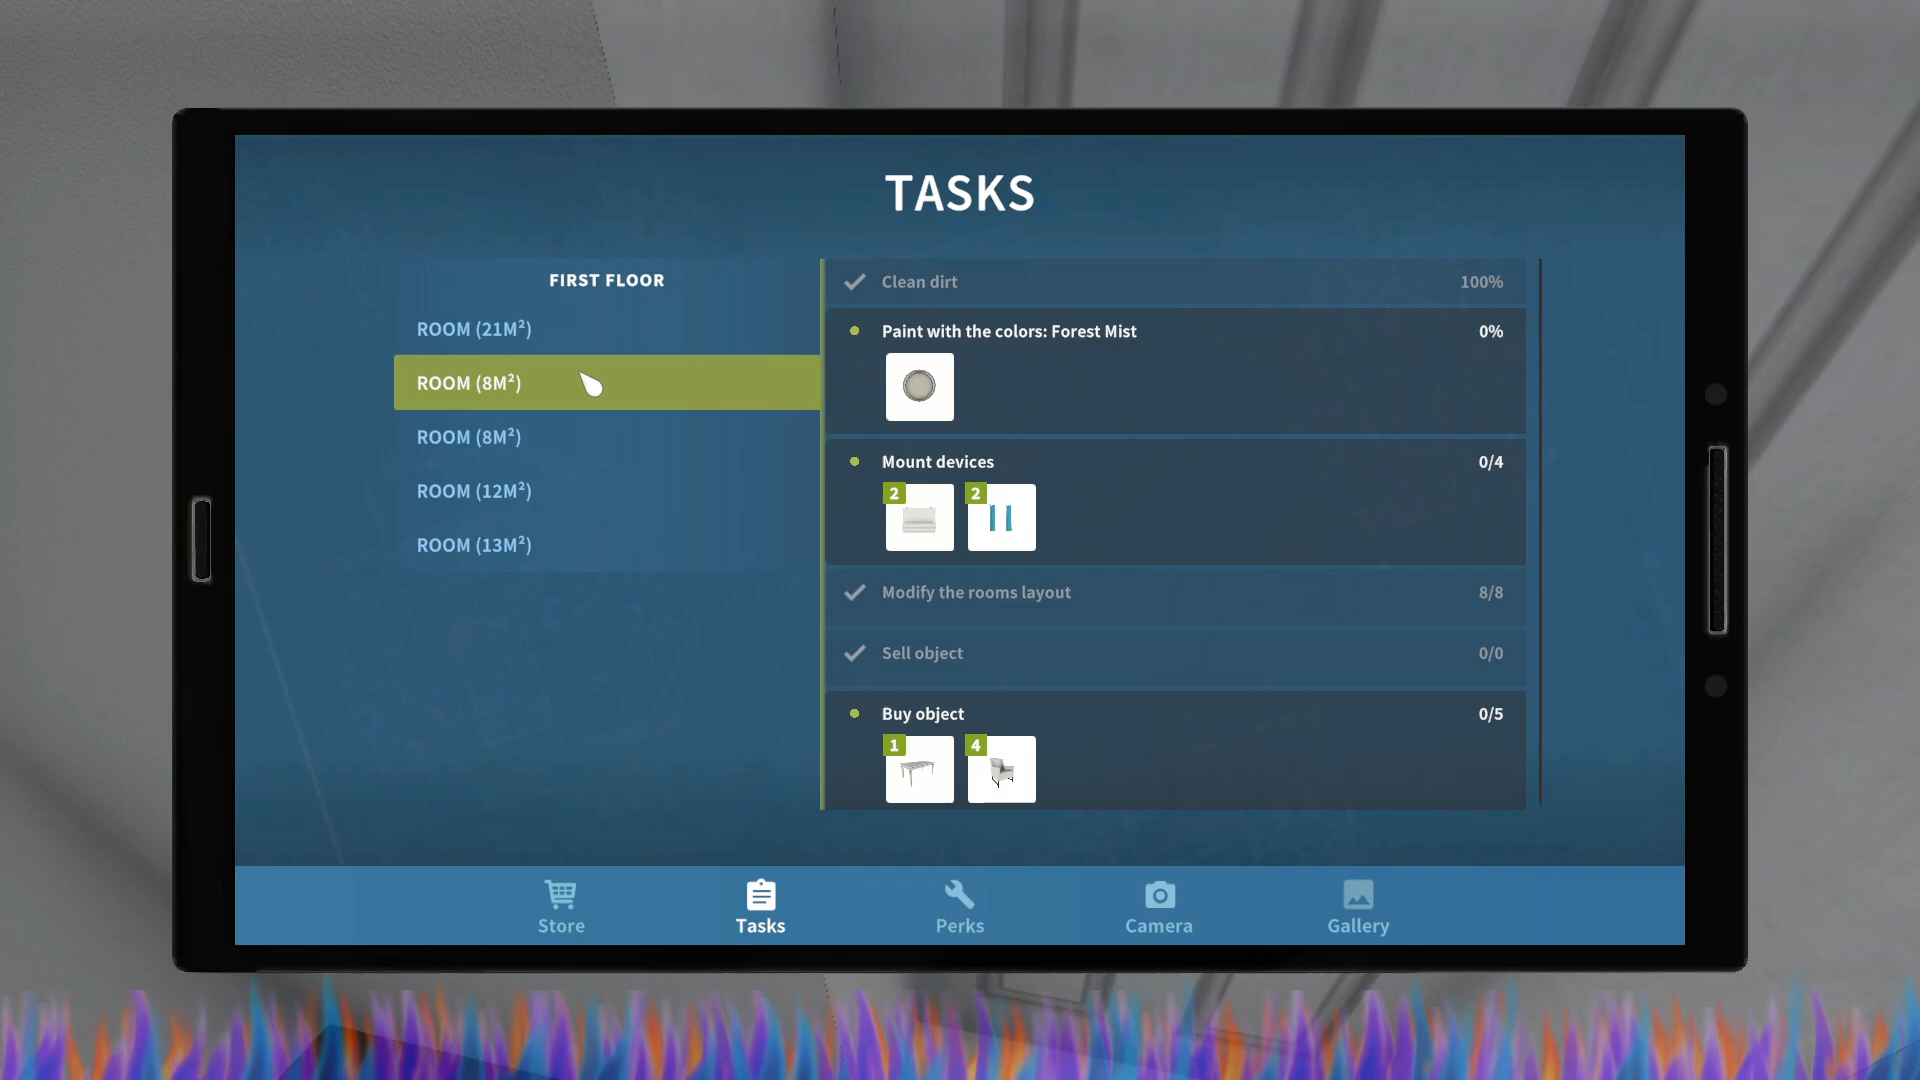 TASKS
FIRST FLOOR
ROOM (21M²)
ROOM (8M²)
ROOM (8M²)
ROOM (12M²)
ROOM (13M²)
Clean dirt 100%
Paint with the colors: Forest Mist 0%
Mount devices 0/4
2 2
Modify the rooms layout 8/8
Sell object 0/0
Buy object 0/5
1 4
Store Tasks Perks Camera Gallery